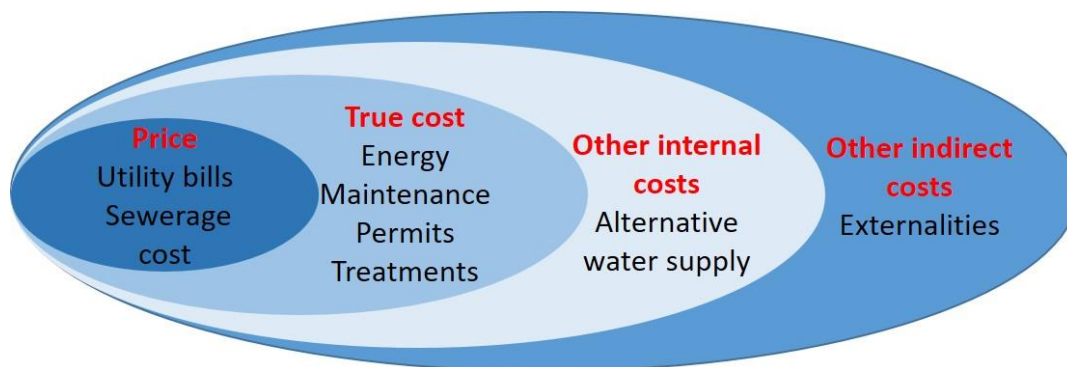 Price
Utility bills
Sewerage
cost
True cost
Energy
Maintenance
Permits
Treatments
Other internal
costs
Alternative
water supply
Other indirect
costs
Externalities